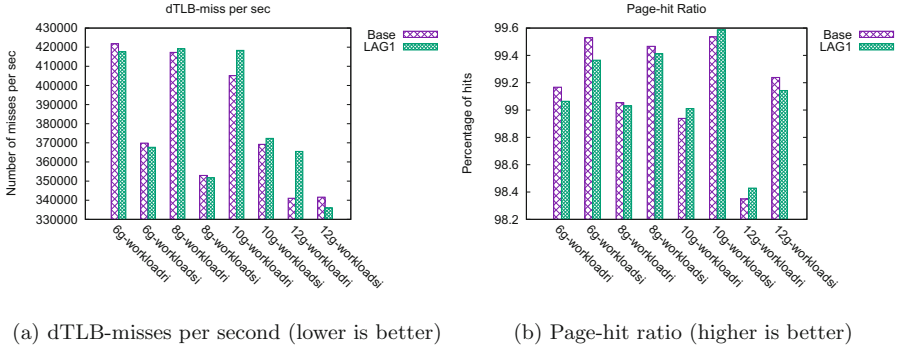 dTLB-miss per sec
Number of misses per sec
430000
420000
410000
400000
390000
380000
370000
360000
350000
340000
330000
Base
LAG1
6g-workloadri
6g-workloadsi
8g-workloadri
8g-workloadsi
10g-workloadri
10g-workloadsi
12g-workloadri
12g-workloadsi
(a) dTLB-misses per second (lower is better)
Page-hit Ratio
Percentage of hits
99.6
99.4
99.2
99
98.8
98.6
98.4
98.2
Base
LAG1
6g-workloadri
6g-workloadsi
8g-workloadri
8g-workloadsi
10g-workloadri
10g-workloadsi
12g-workloadri
12g-workloadsi
(b) Page-hit ratio (higher is better)